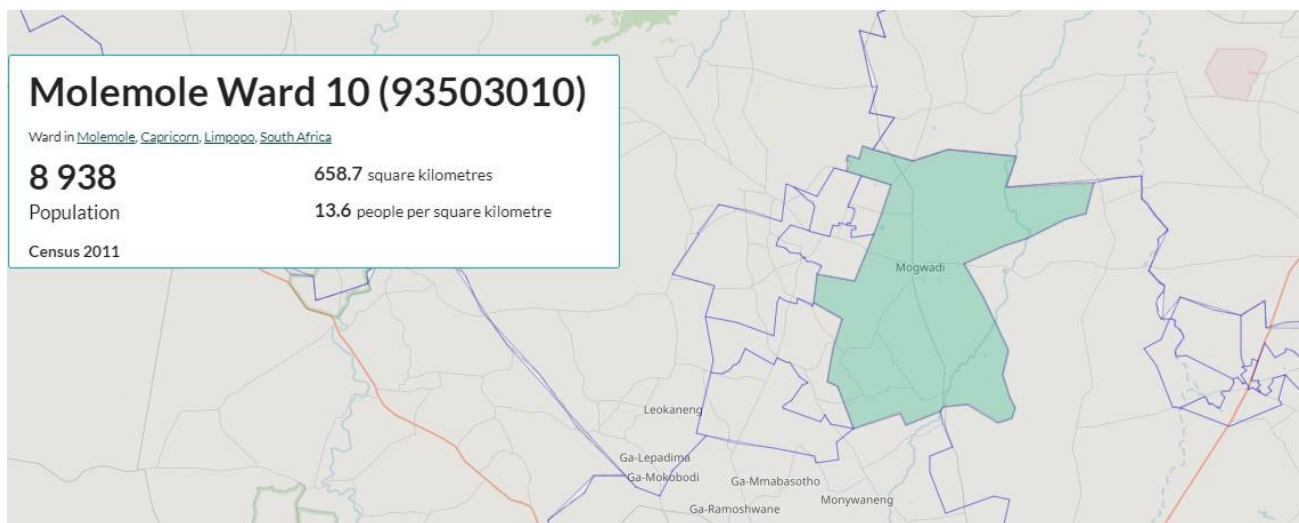 Molemole Ward 10 (93503010)
Ward in Molemole, Capricorn, Limpopo, South Africa
8 938
Population
658.7 square kilometres
13.6 people per square kilometre
Census 2011
Mogwadi
Leokaneng
Ga-Lepadima
Ga-Mokobodi
Ga-Mmabasotho
Ga-Ramoshwane
Monywaneng